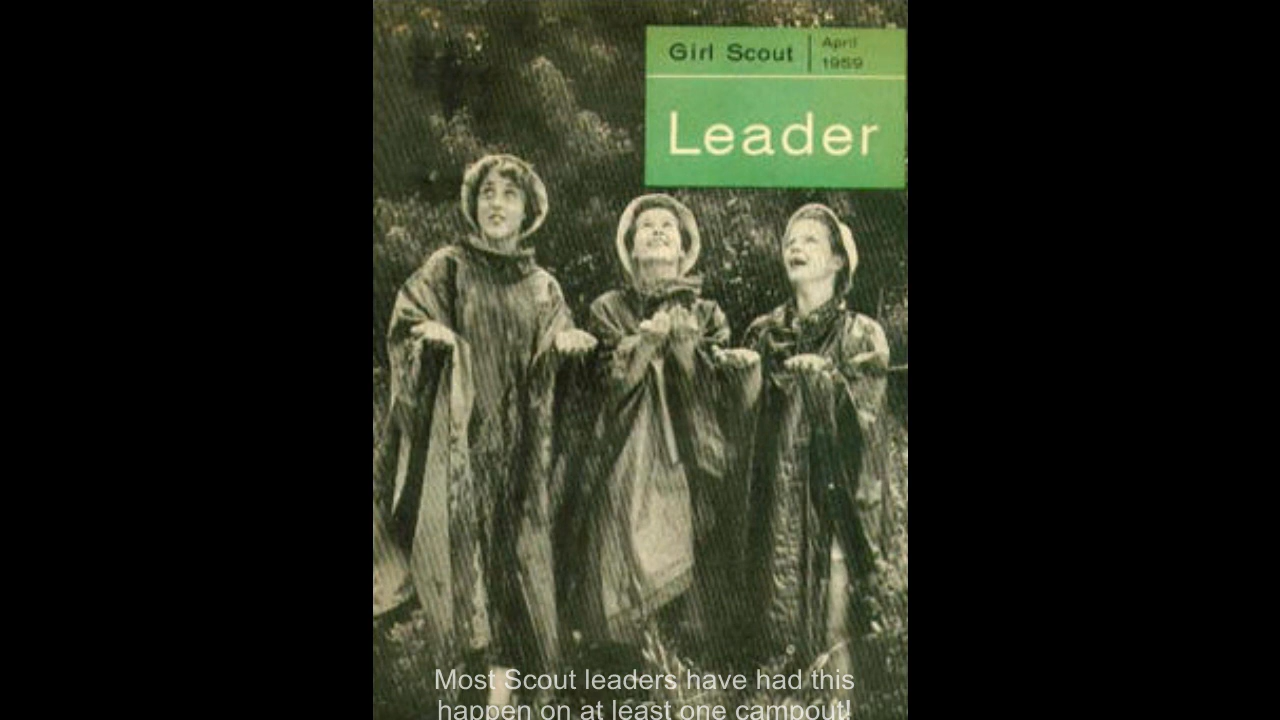 Girl Scout
April
1959
Leader
Most Scout leaders have had this
happen on at least one campout!